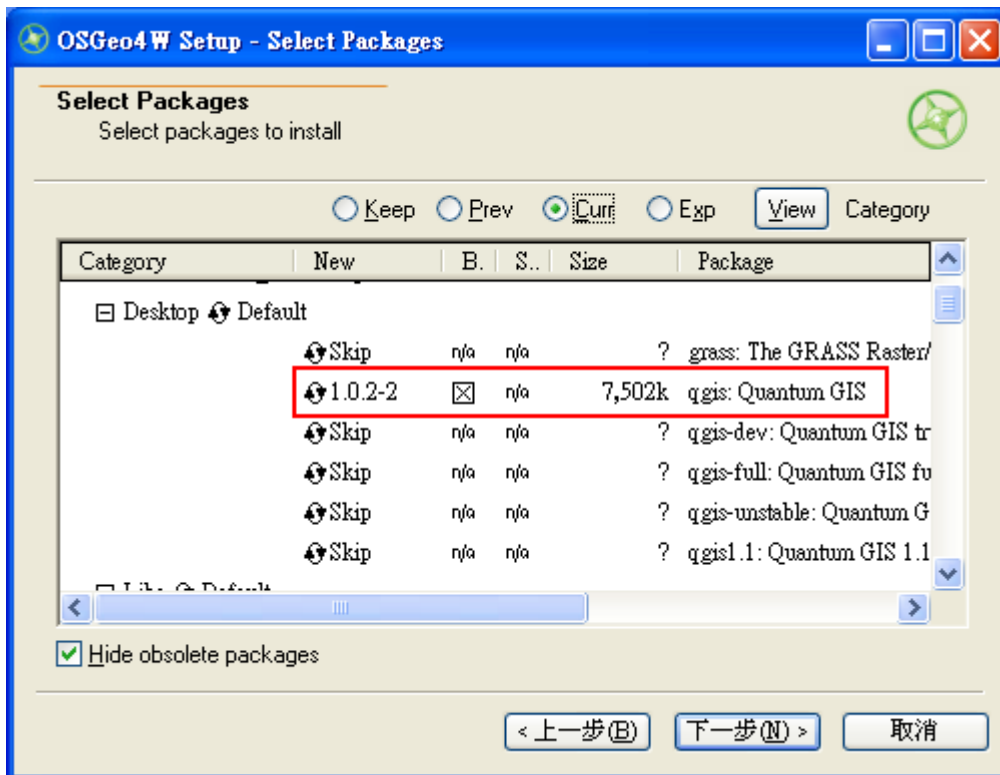 OSGeo4W Setup - Select Packages
Select Packages
Select packages to install
Keep Prev Curr Exp View Category
Category New B. S.. Size Package
Desktop Default
Skip n/a n/a ? grass: The GRASS Raster/
1.0.2-2 n/a 7,502k qgis: Quantum GIS
Skip n/a n/a ? qgis-dev: Quantum GIS tr
Skip n/a n/a ? qgis-full: Quantum GIS fu
Skip n/a n/a ? qgis-unstable: Quantum G
Skip n/a n/a ? qgis1.1: Quantum GIS 1.1
Libs Default
Hide obsolete packages
<上一步(B) 下一步(N)> 取消